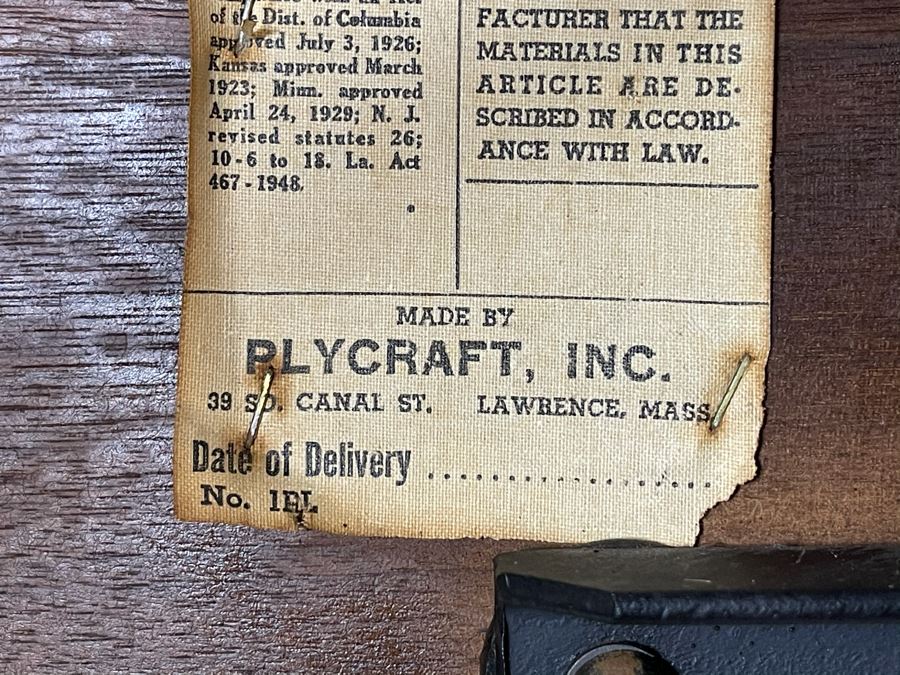 of the Dist. of Columbia
approved July 3, 1926;
Kansas approved March
1923; Minn. approved
April 24, 1929; N. J.
revised statutes 26;
10-6 to 18. La. Act
467-1948.
FACTURER THAT THE
MATERIALS IN THIS
ARTICLE ARE DE-
SCRIBED IN ACCORD-
ANCE WITH LAW.
MADE BY
PLYCRAFT, INC.
39 SO. CANAL ST. LAWRENCE, MASS
Date of Delivery ....................
No. 1BL